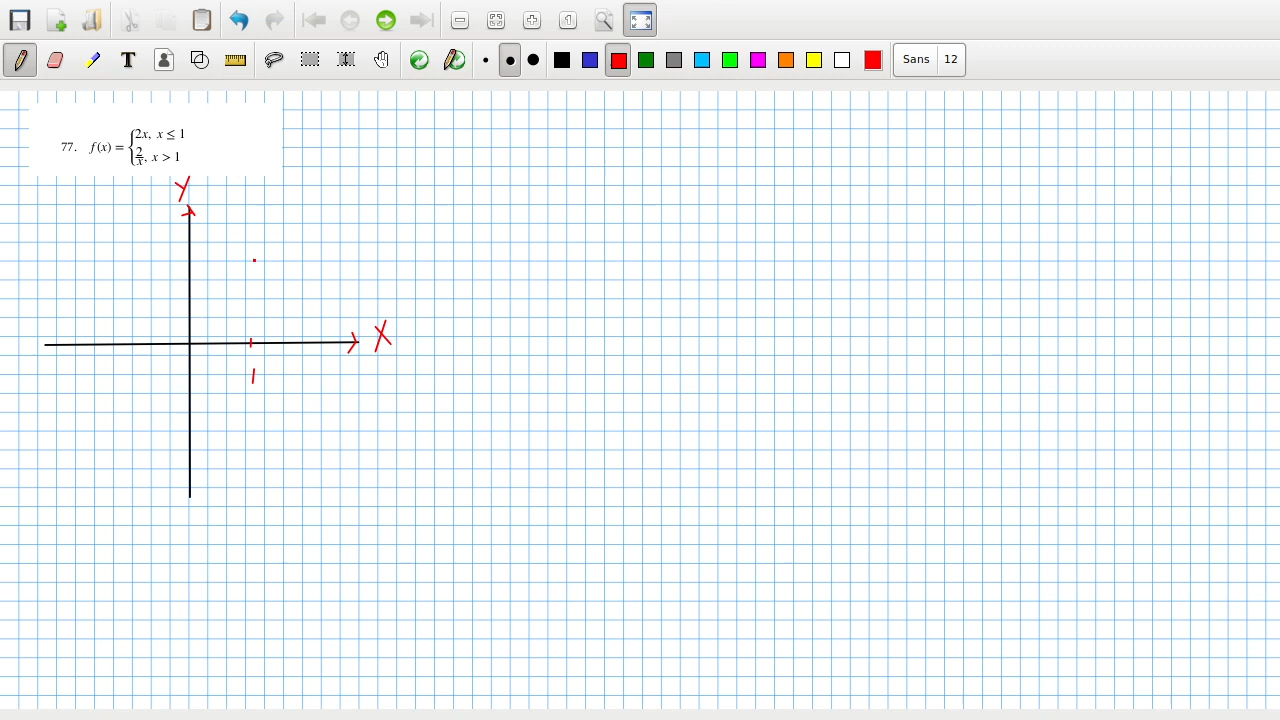 Sans 12
77. f(x) = {2x, x ≤ 1
2/x, x > 1
Y
X
1